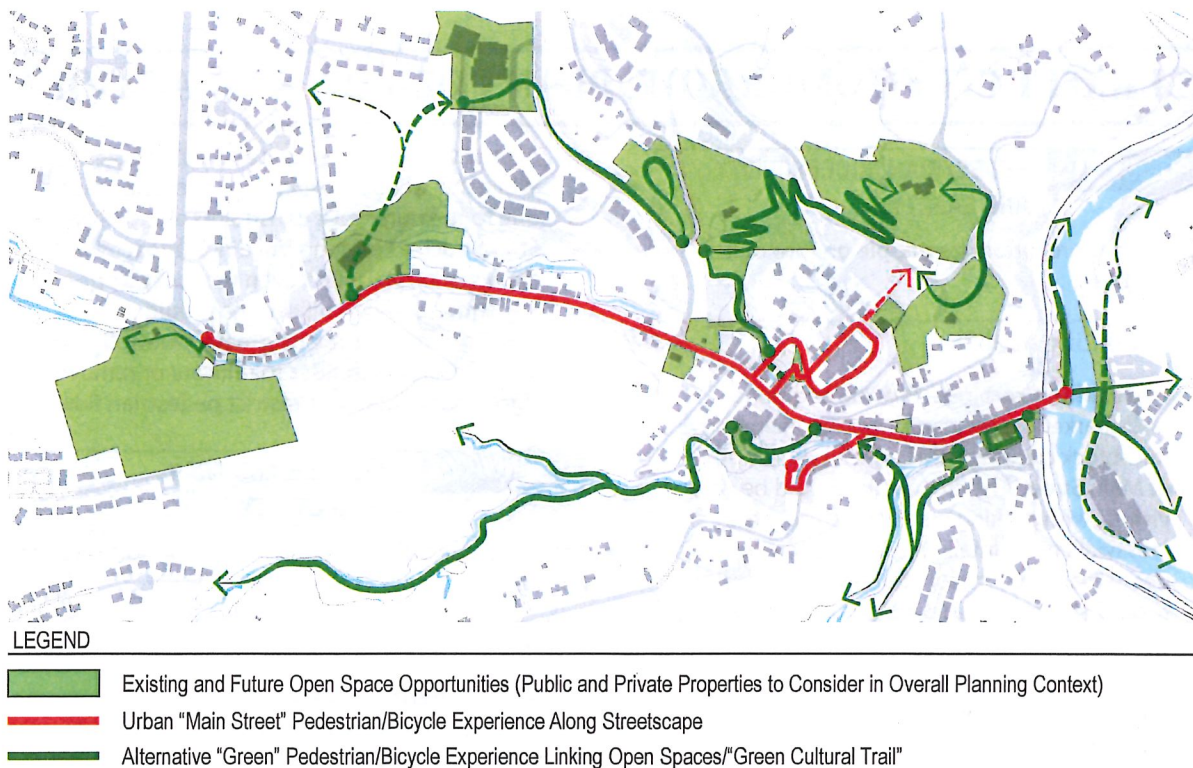 LEGEND
Existing and Future Open Space Opportunities (Public and Private Properties to Consider in Overall Planning Context)
Urban "Main Street" Pedestrian/Bicycle Experience Along Streetscape
Alternative "Green" Pedestrian/Bicycle Experience Linking Open Spaces/"Green Cultural Trail"